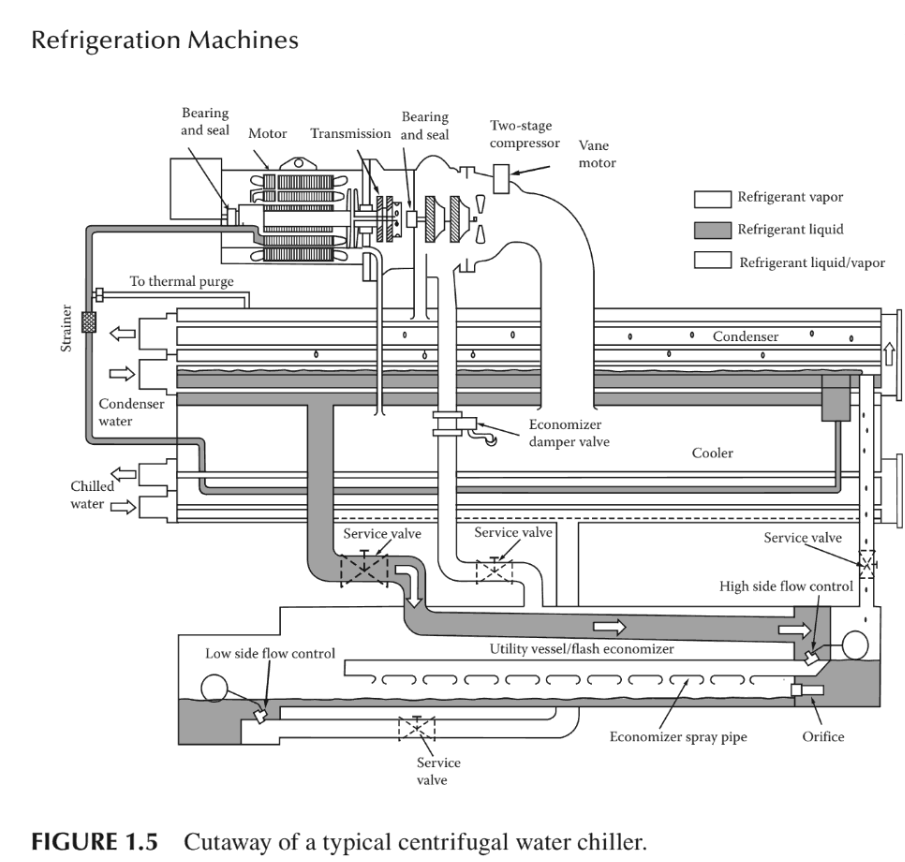 Refrigeration Machines
Bearing
and seal
Motor
Transmission
Bearing
and seal
Two-stage
compressor
Vane
motor
Refrigerant vapor
Refrigerant liquid
Refrigerant liquid/vapor
To thermal purge
Strainer
Condenser
Condenser
water
Economizer
damper valve
Cooler
Chilled
water
Service valve
Service valve
Service valve
High side flow control
Low side flow control
Utility vessel/flash economizer
Economizer spray pipe
Orifice
Service
valve
FIGURE 1.5 Cutaway of a typical centrifugal water chiller.